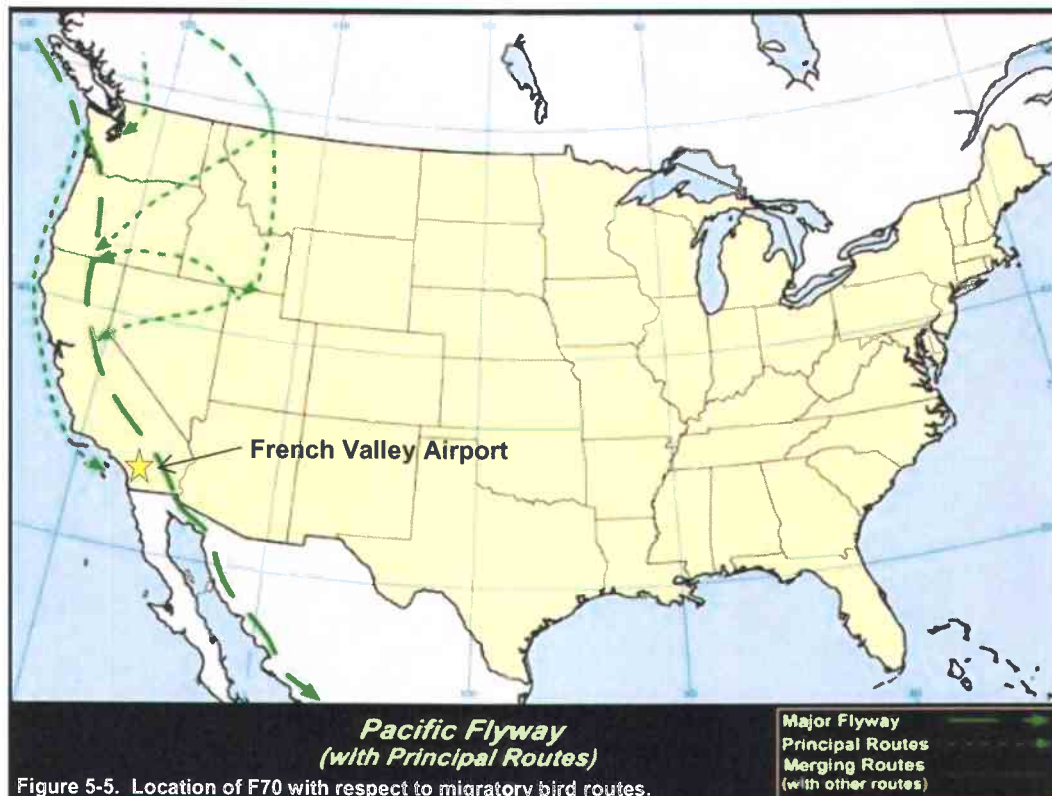 French Valley Airport
Pacific Flyway
(with Principal Routes)
Major Flyway
Principal Routes
Merging Routes
(with other routes)
Figure 5-5. Location of F70 with respect to migratory bird routes.